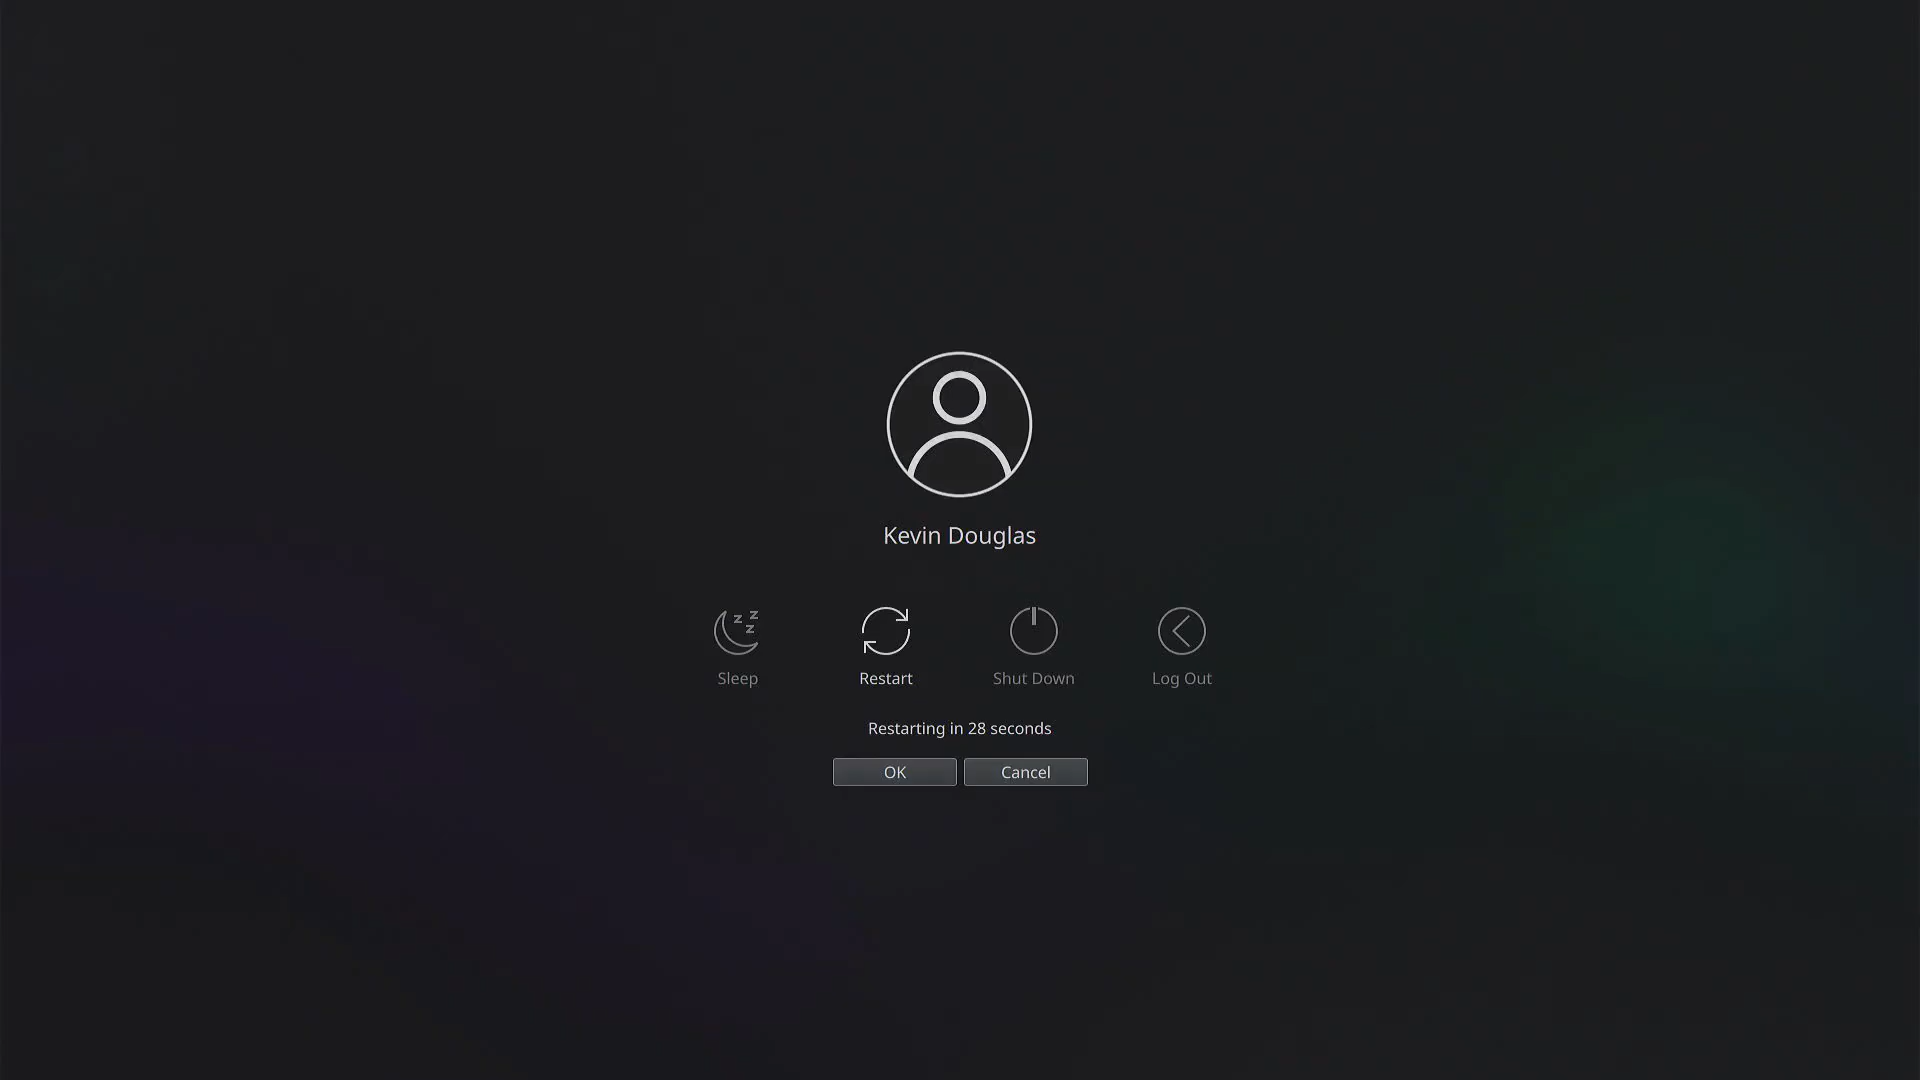 Kevin Douglas
Sleep
Restart
Shut Down
Log Out
Restarting in 28 seconds
OK
Cancel